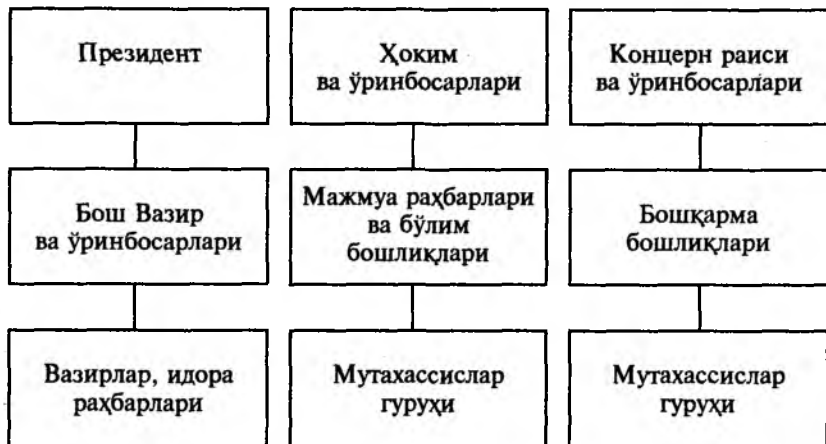 Президент
Ҳоким
ва ўринбосарлари
Концерн раиси
ва ўринбосарлари
Бош Вазир
ва ўринбосарлари
Мажмуа раҳбарлари
ва бўлим
бошлиқлари
Бошқарма
бошлиқлари
Вазирлар, идора
раҳбарлари
Мутахассислар
гуруҳи
Мутахассислар
гуруҳи